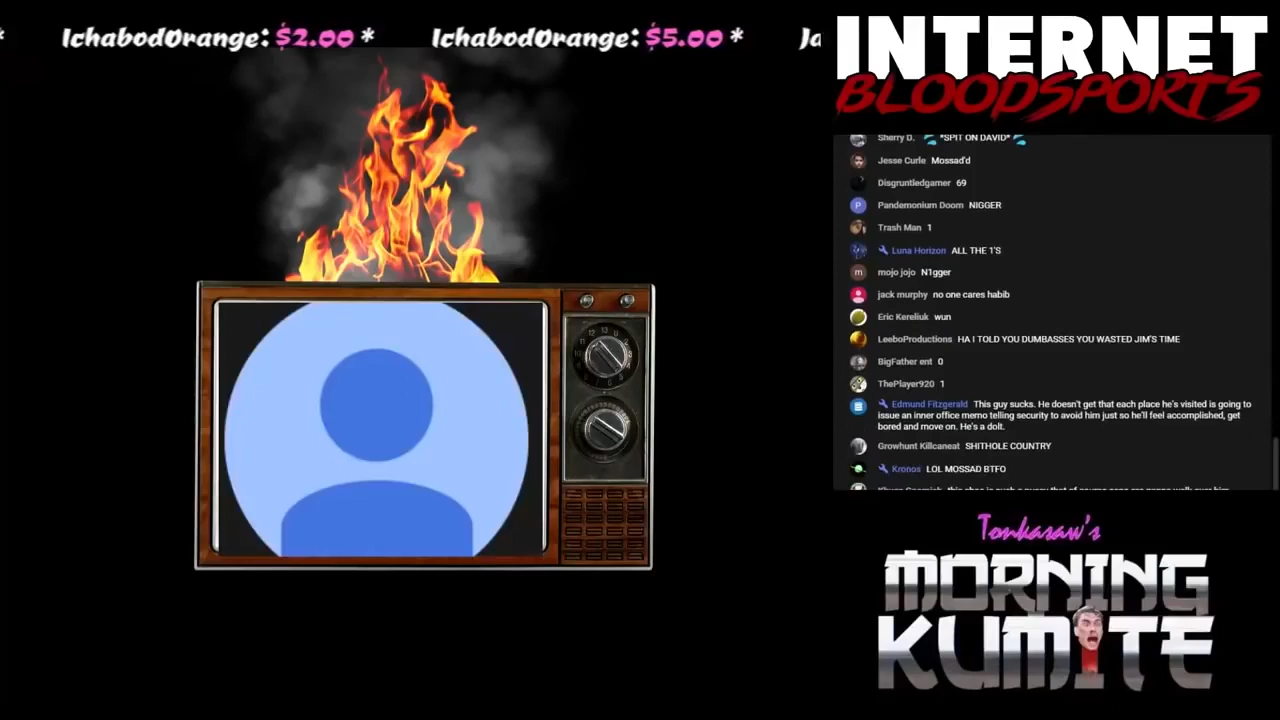 IchabodOrange: $2.00 *
IchabodOrange: $5.00 *
Ja
INTERNET
BLOODSPORTS
Sherry D. *SPIT ON DAVID*
Jesse Curle Mossad'd
Disgruntledgamer 69
P Pandemonium Doom NIGGER
Trash Man 1
Luna Horizon ALL THE 1'S
m mojo jojo N1gger
jack murphy no one cares habib
Eric Kereliuk wun
LeeboProductions HA I TOLD YOU DUMBASSES YOU WASTED JIM'S TIME
BigFather ent 0
ThePlayer920 1
Edmund Fitzgerald This guy sucks. He doesn't get that each place he's visited is going to
issue an inner office memo telling security to avoid him just so he'll feel accomplished, get
bored and move on. He's a dolt.
Growhunt Killcaneat SHITHOLE COUNTRY
Kronos LOL MOSSAD BTFO
Tonkasaw's
MORNING
KUMITE